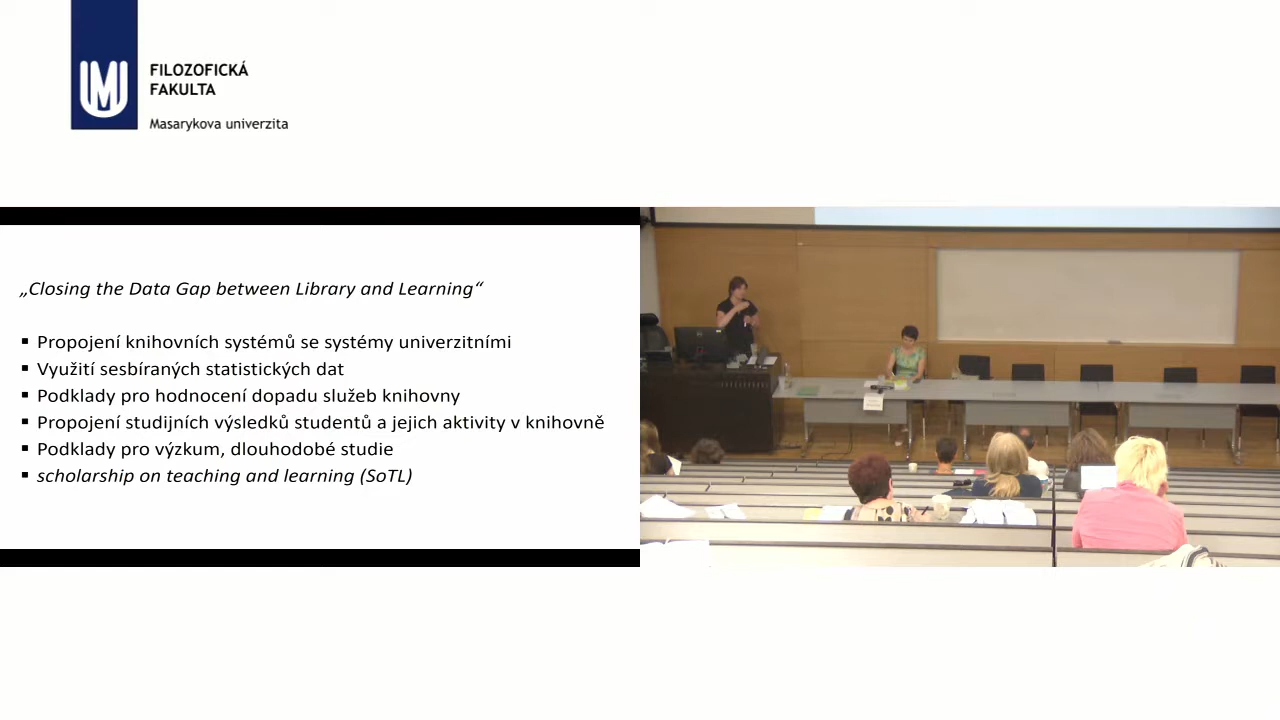 FILOZOFICKÁ
FAKULTA
Masarykova univerzita
„Closing the Data Gap between Library and Learning“
▪ Propojení knihovních systémů se systémy univerzitními
▪ Využití sesbíraných statistických dat
▪ Podklady pro hodnocení dopadu služeb knihovny
▪ Propojení studijních výsledků studentů a jejich aktivity v knihovně
▪ Podklady pro výzkum, dlouhodobé studie
▪ scholarship on teaching and learning (SoTL)